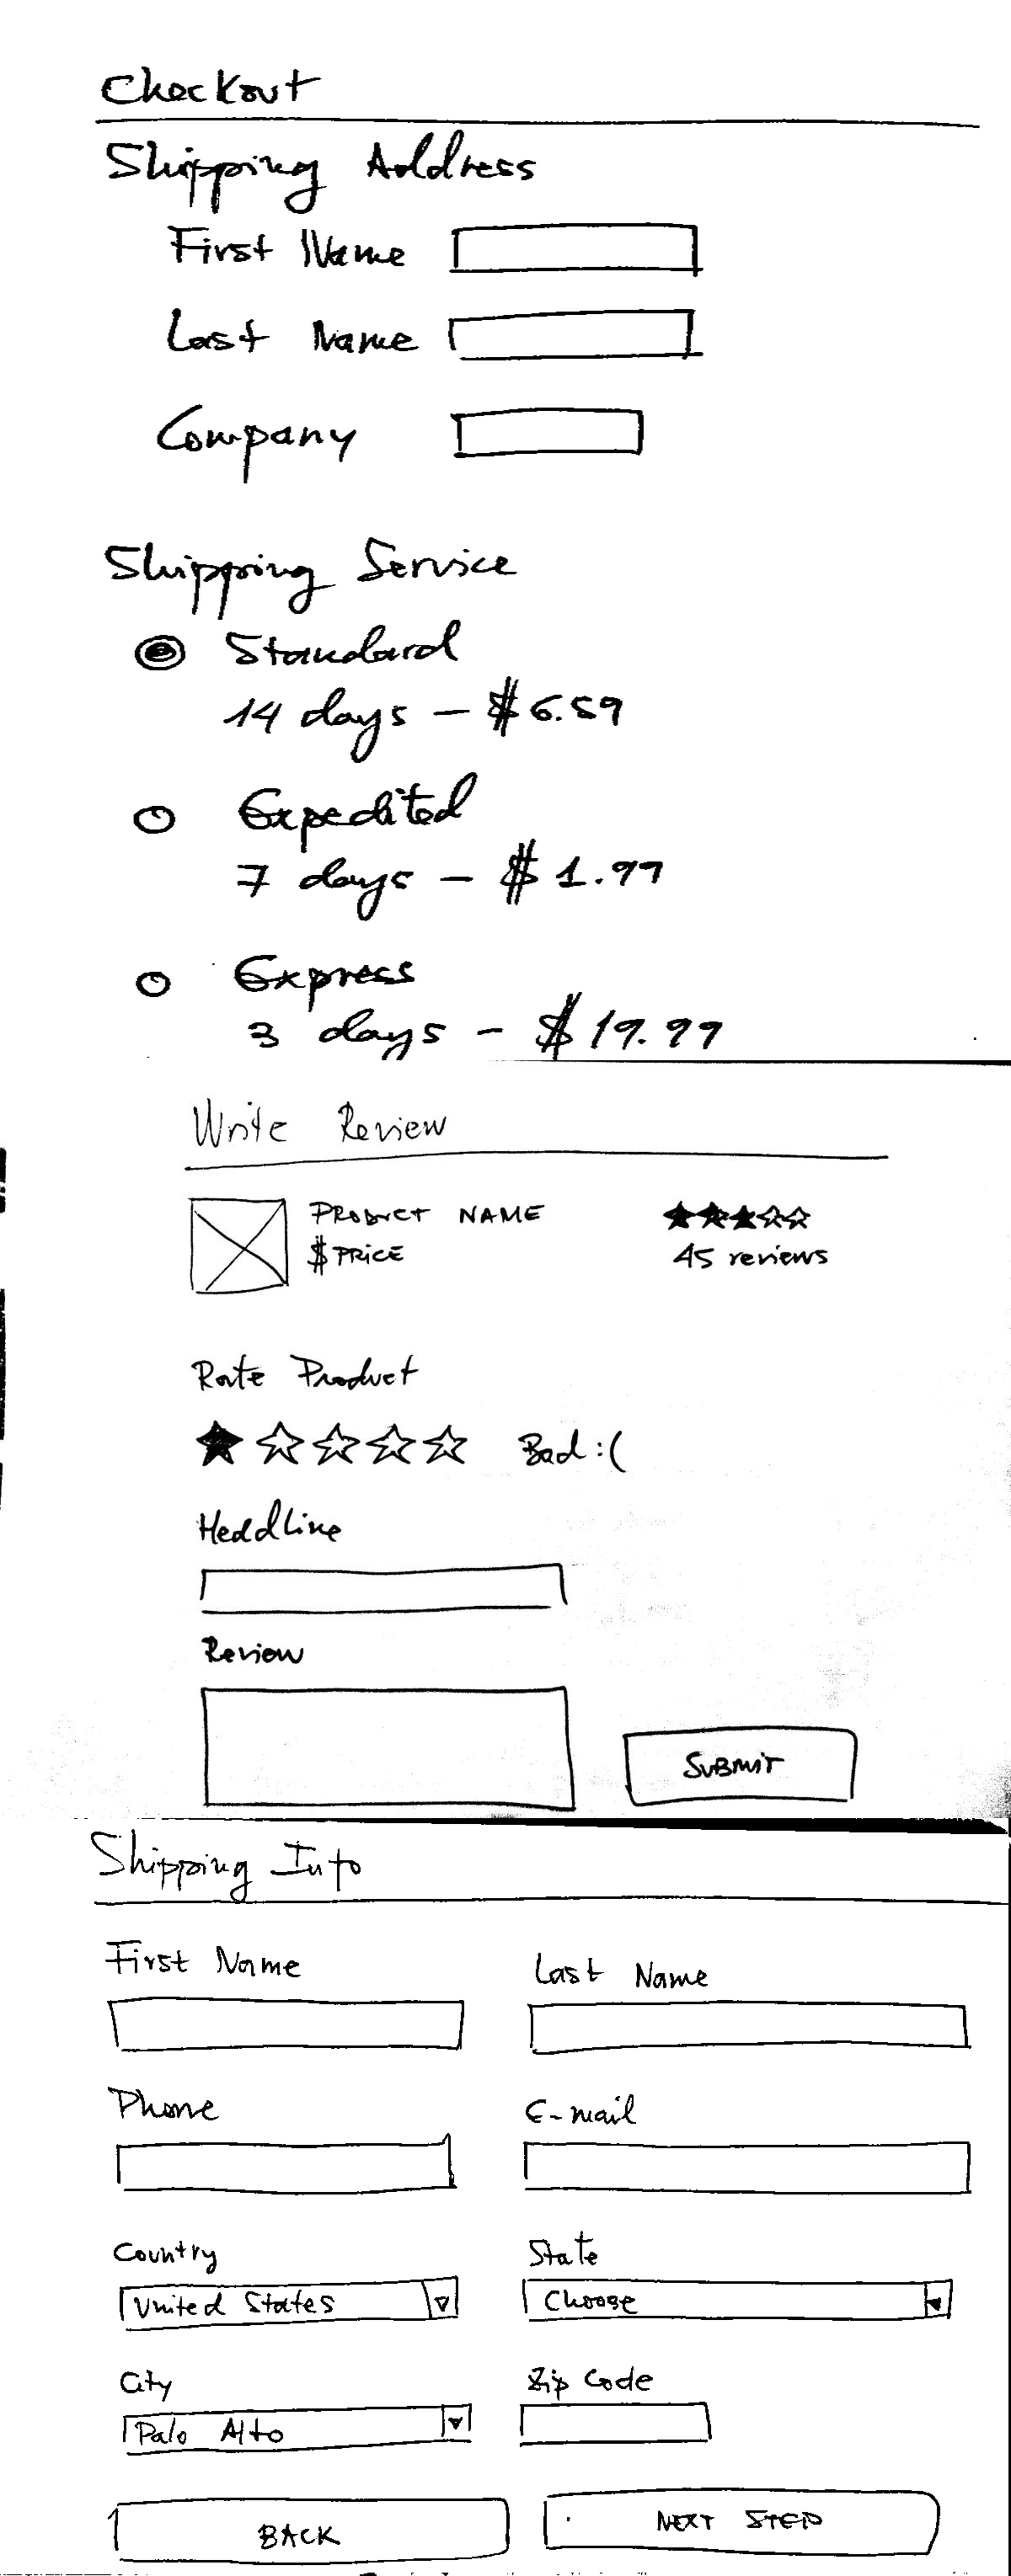 Checkout
Shipping Address
First Name
Last Name
Company
Shipping Service
Standard
14 days - $6.59
Expedited
7 days - $1.99
Express
3 days - $19.99
Write Review
PRODUCT NAME
$ PRICE
45 reviews
Rate Product
Bad :(
Headline
Review
SUBMIT
Shipping Info
First Name Last Name
Phone E-mail
Country State
United States Choose
City Zip Code
Palo Alto
BACK NEXT STEP